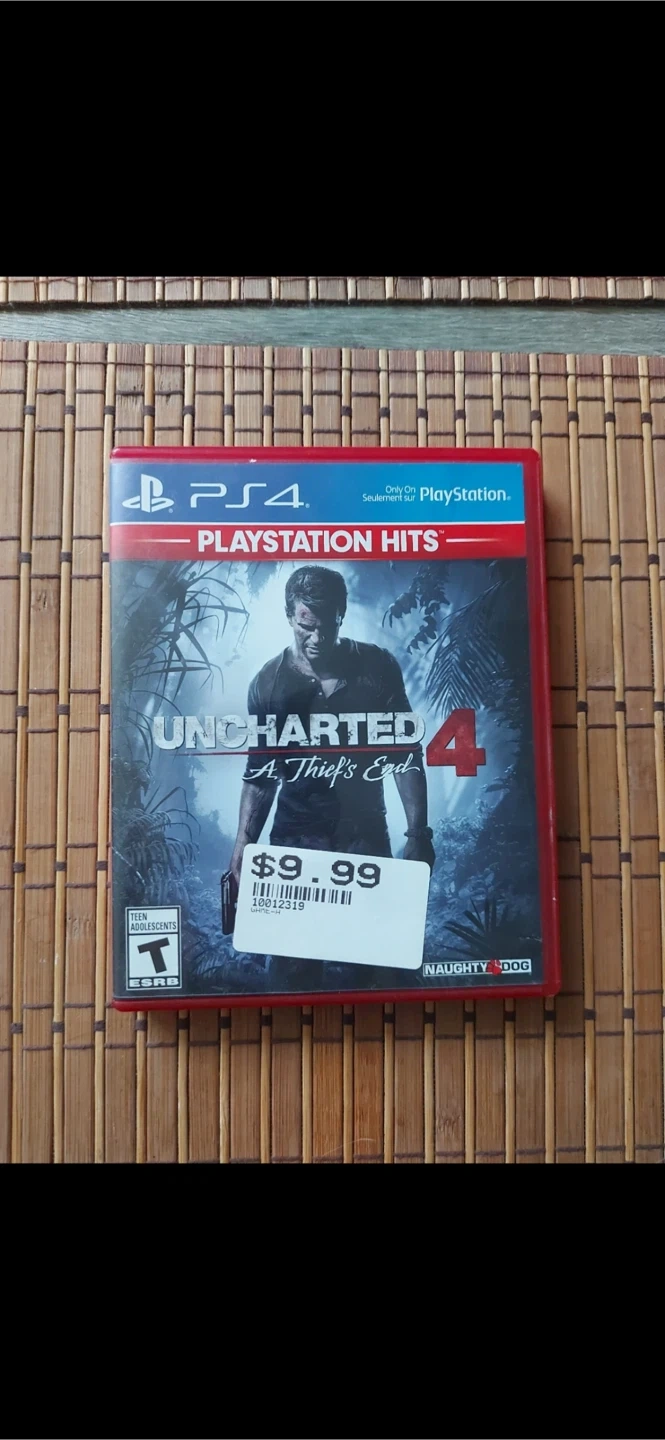 PS4
Only On
Seulement sur PlayStation
PLAYSTATION HITS™
UNCHARTED 4
A Thief's End
$9.99
10012319
TEEN
ADOLESCENTS
T
ESRB
NAUGHTY DOG